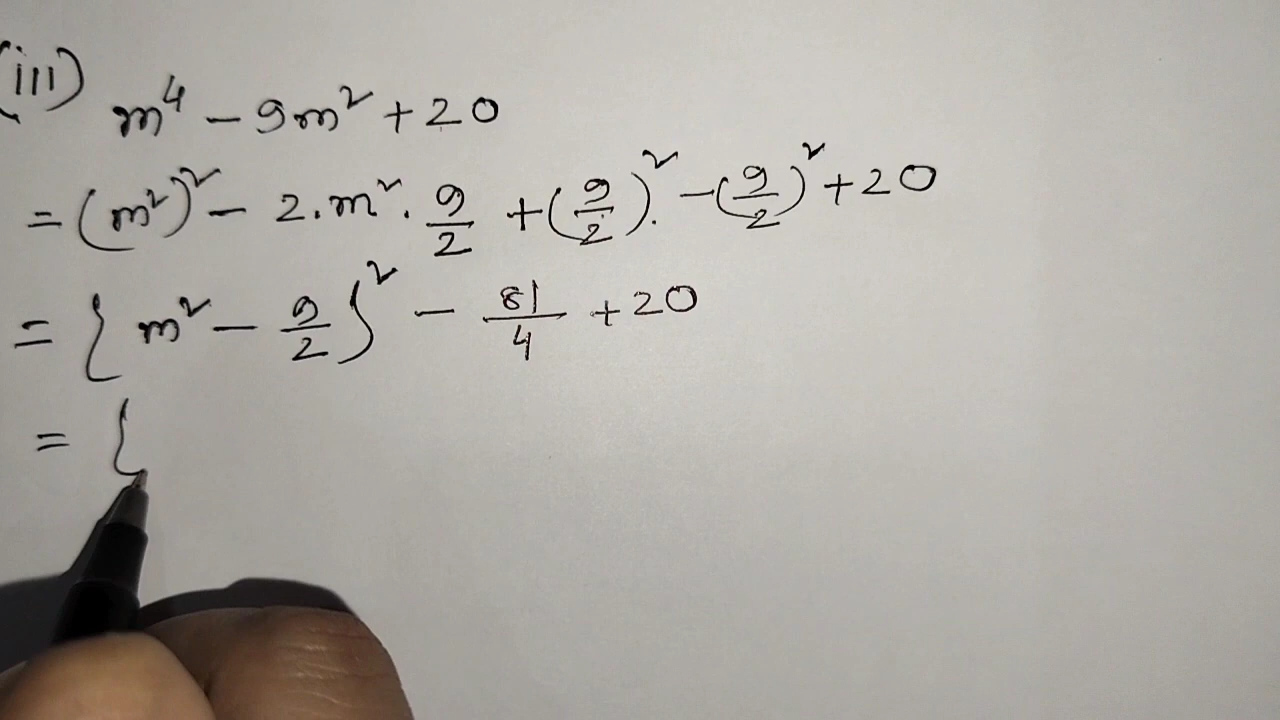 (iii) m⁴ - 9m² + 20
= (m²)² - 2.m². 9/2 + (9/2)². - (9/2)² + 20
= { m² - 9/2 }² - 81/4 + 20
= {